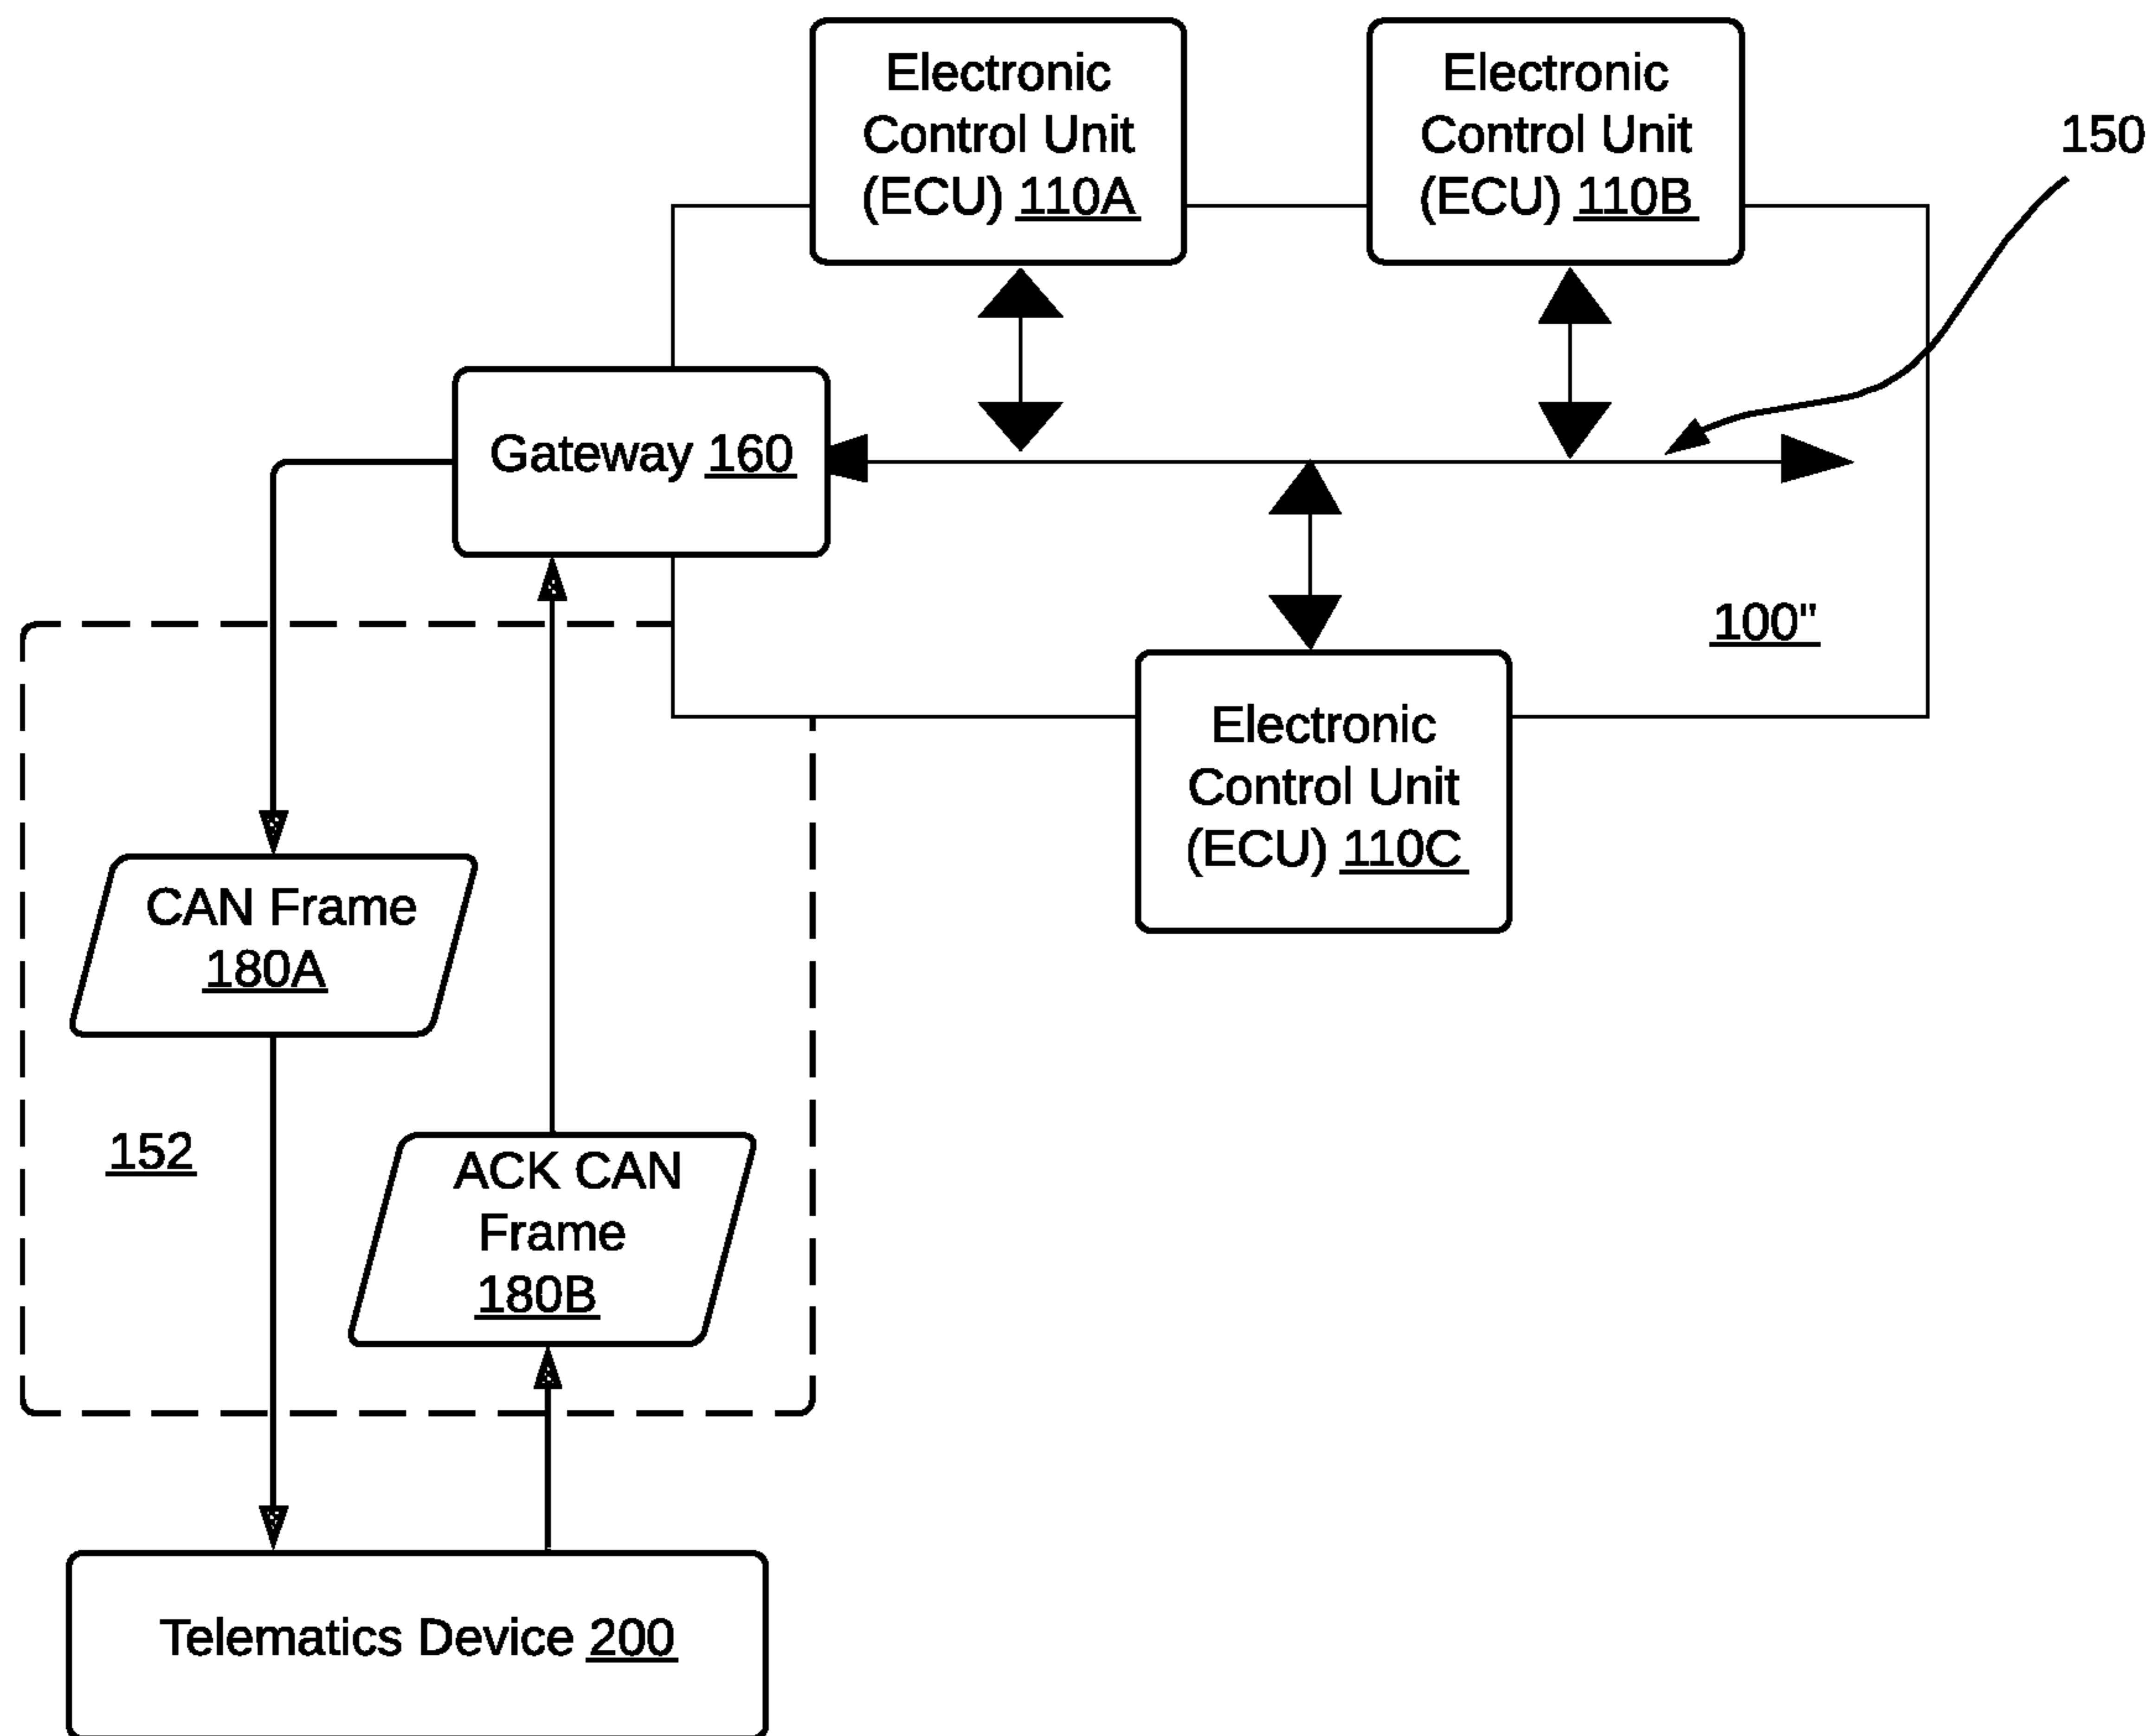 Electronic
Control Unit
(ECU) 110A
Electronic
Control Unit
(ECU) 110B
150
Gateway 160
100"
Electronic
Control Unit
(ECU) 110C
CAN Frame
180A
152
ACK CAN
Frame
180B
Telematics Device 200